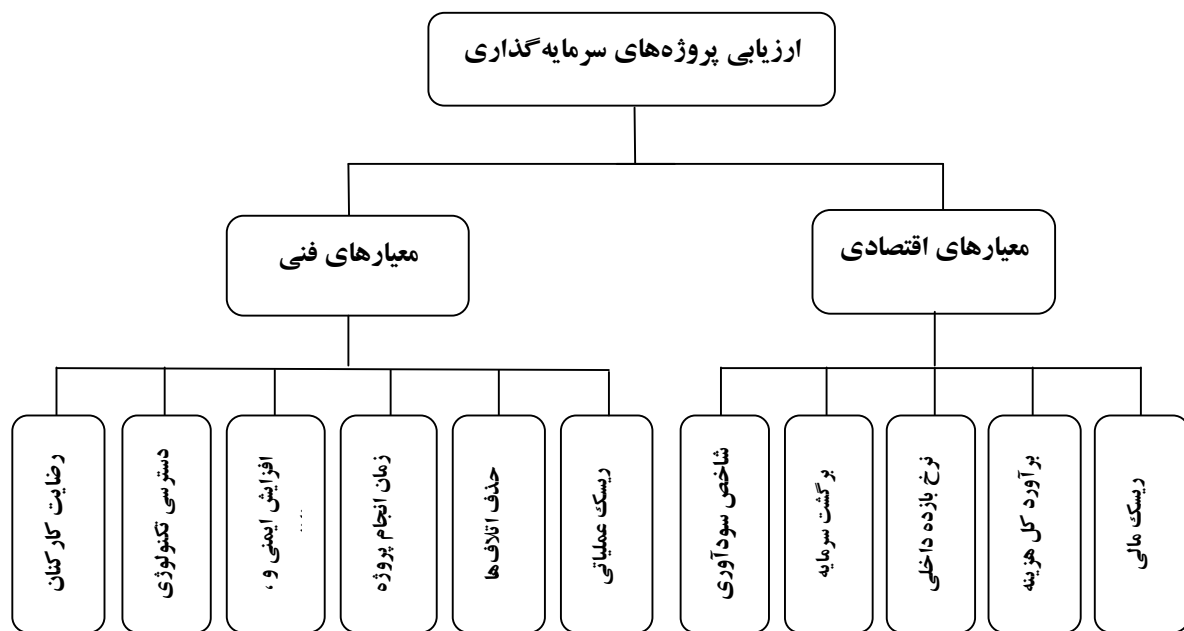 ارزیابی پروژه‌های سرمایه‌گذاری
معیارهای اقتصادی
معیارهای فنی
ریسک مالی
برآورد کل هزینه
نرخ بازده داخلی
برگشت سرمایه
شاخص سودآوری
ریسک عملیاتی
حذف اتلاف‌ها
زمان انجام پروژه
افزایش ایمنی و ،
دسترسی تکنولوژی
رضایت کارکنان